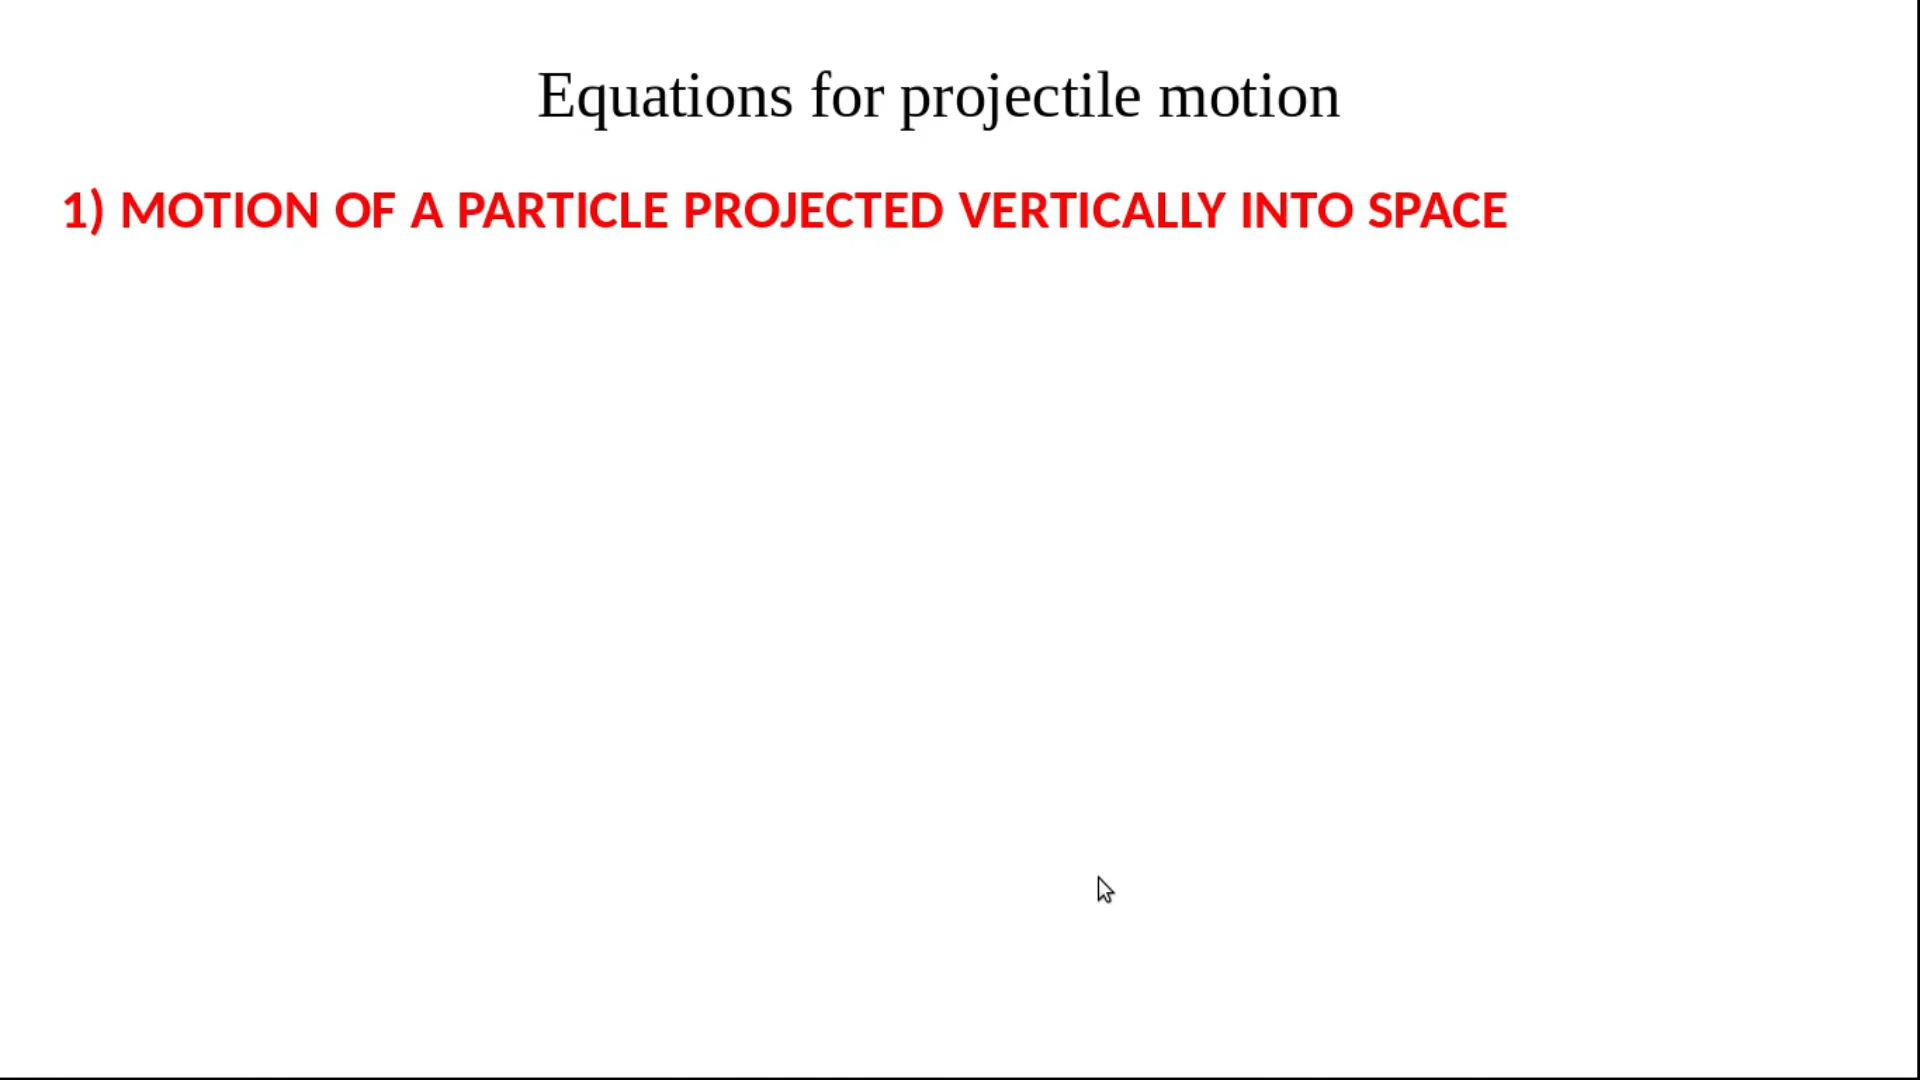 Equations for projectile motion
1) MOTION OF A PARTICLE PROJECTED VERTICALLY INTO SPACE